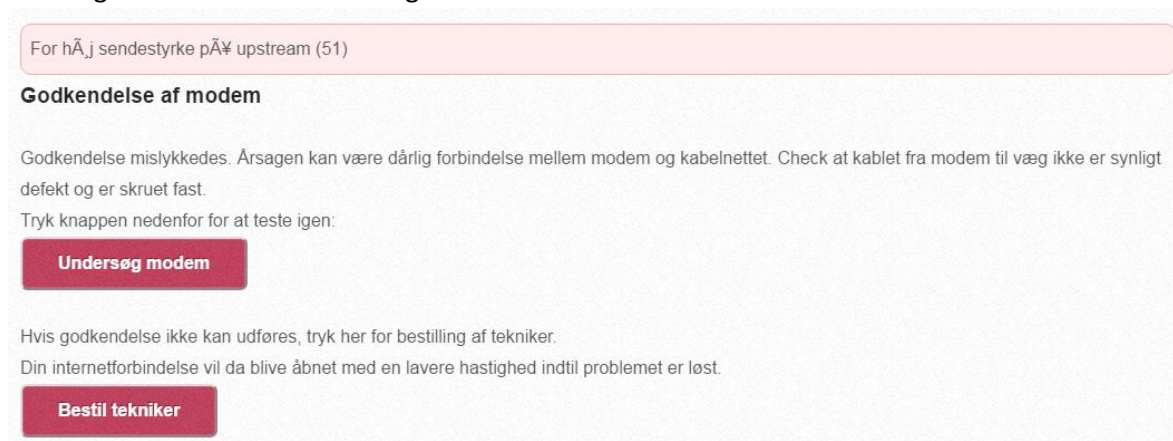 For hÃ¸j sendestyrke pÃ¥ upstream (51)
Godkendelse af modem
Godkendelse mislykkedes. Årsagen kan være dårlig forbindelse mellem modem og kabelnettet. Check at kablet fra modem til væg ikke er synligt
defekt og er skruet fast.
Tryk knappen nedenfor for at teste igen:
Undersøg modem
Hvis godkendelse ikke kan udføres, tryk her for bestilling af tekniker.
Din internetforbindelse vil da blive åbnet med en lavere hastighed indtil problemet er løst.
Bestil tekniker